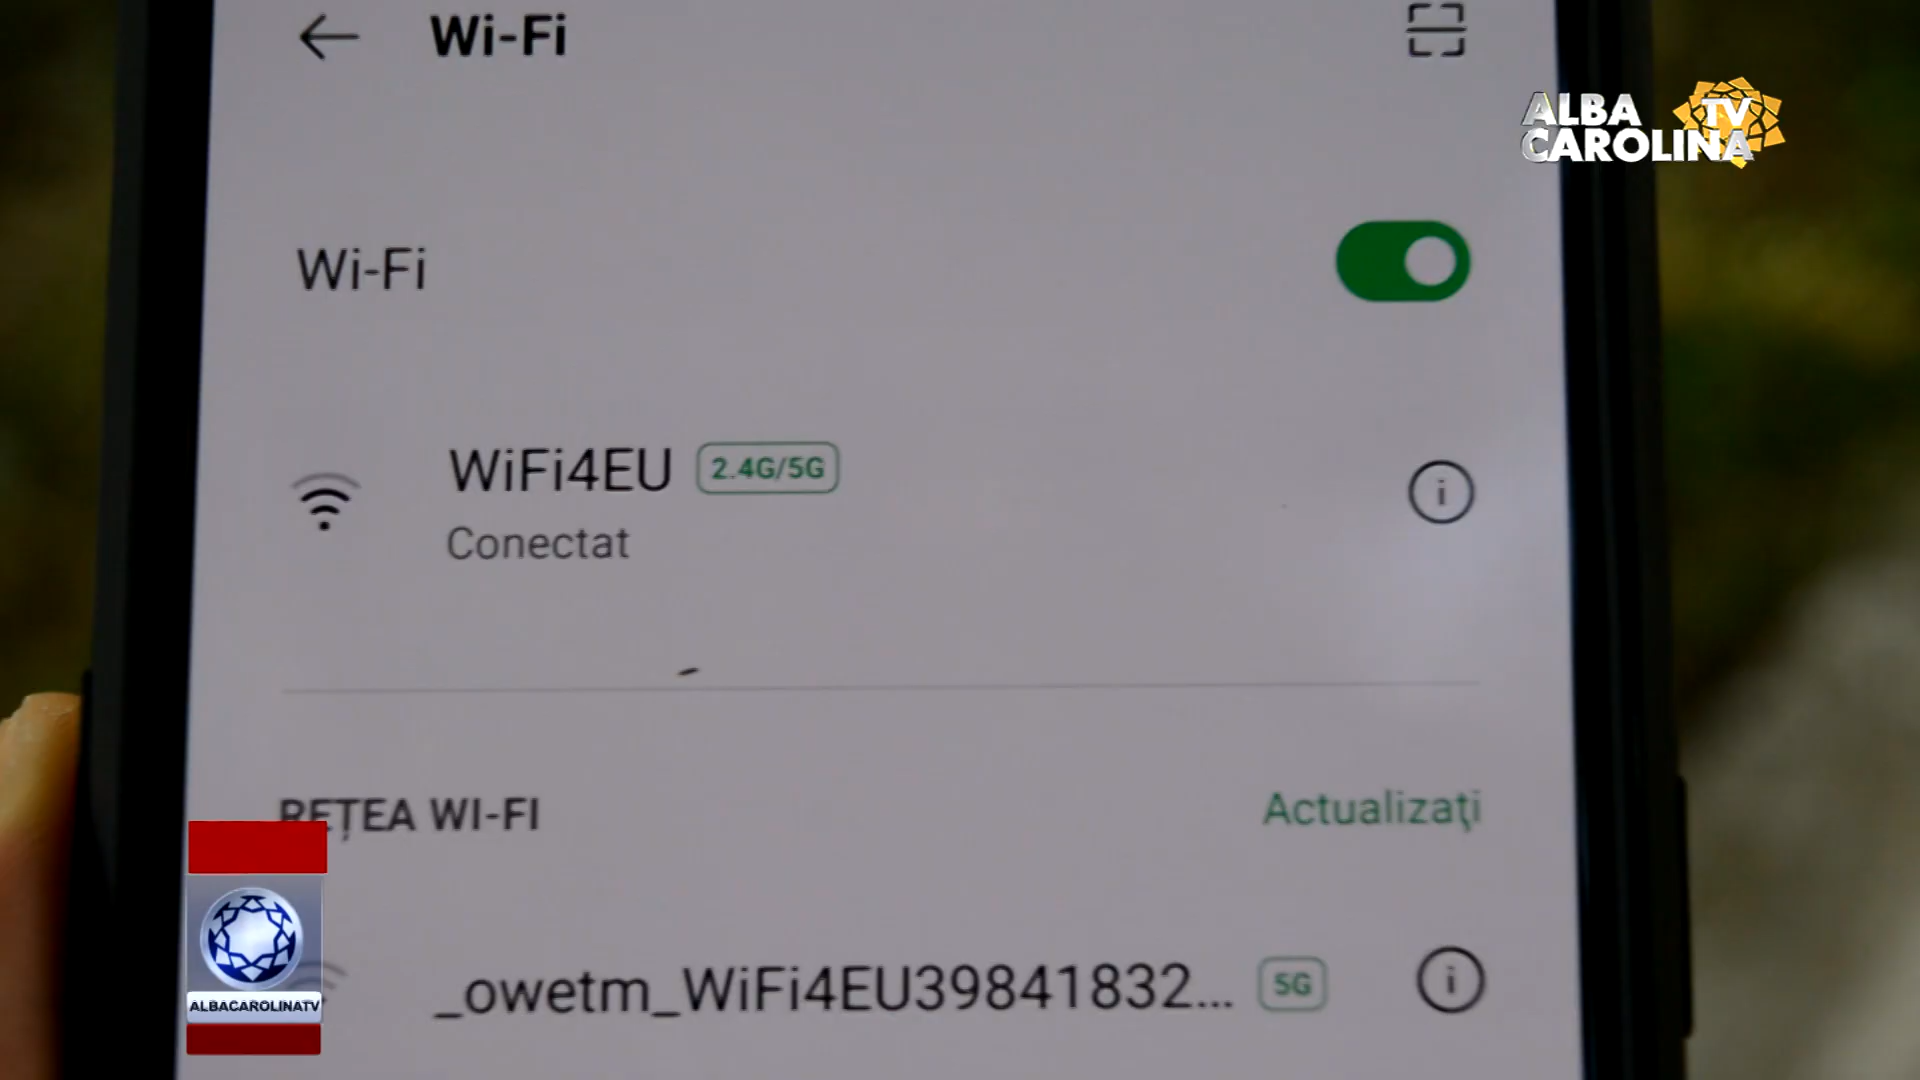 Wi-Fi
ALBA TV
CAROLINA
Wi-Fi
WiFi4EU 2.4G/5G
Conectat
REȚEA WI-FI Actualizați
_owetm_WiFi4EU39841832... 5G
ALBACAROLINATV